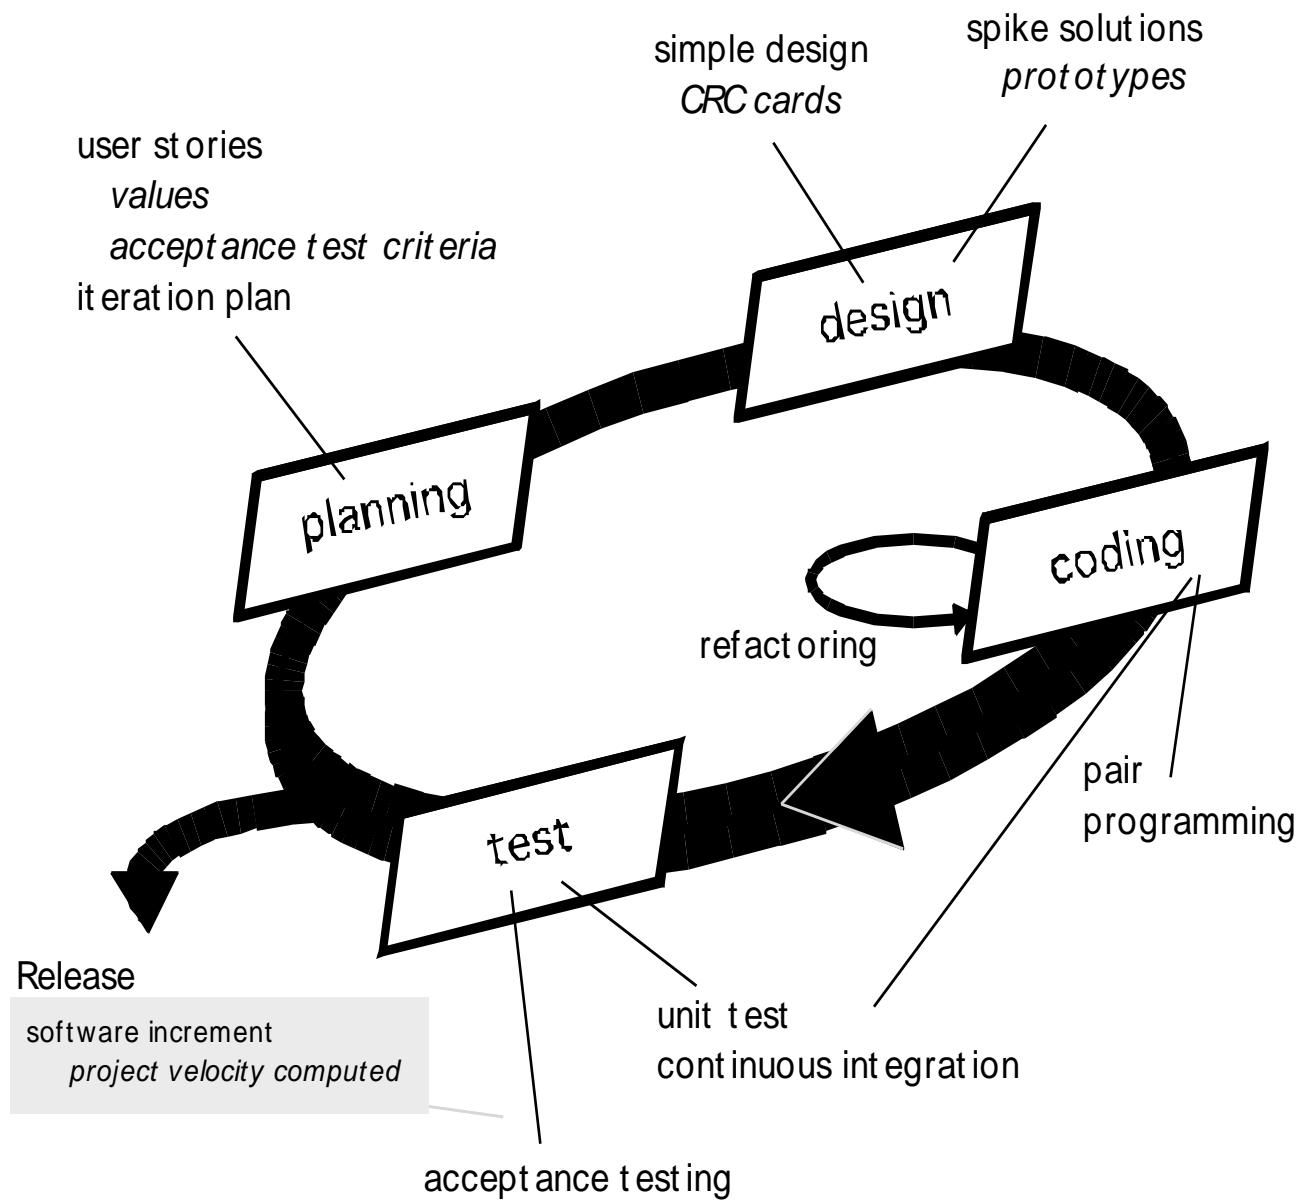 spike solutions
prototypes
simple design
CRC cards
user stories
values
acceptance test criteria
iteration plan
design
planning
coding
refactoring
pair
programming
test
Release
software increment
project velocity computed
unit test
continuous integration
acceptance testing